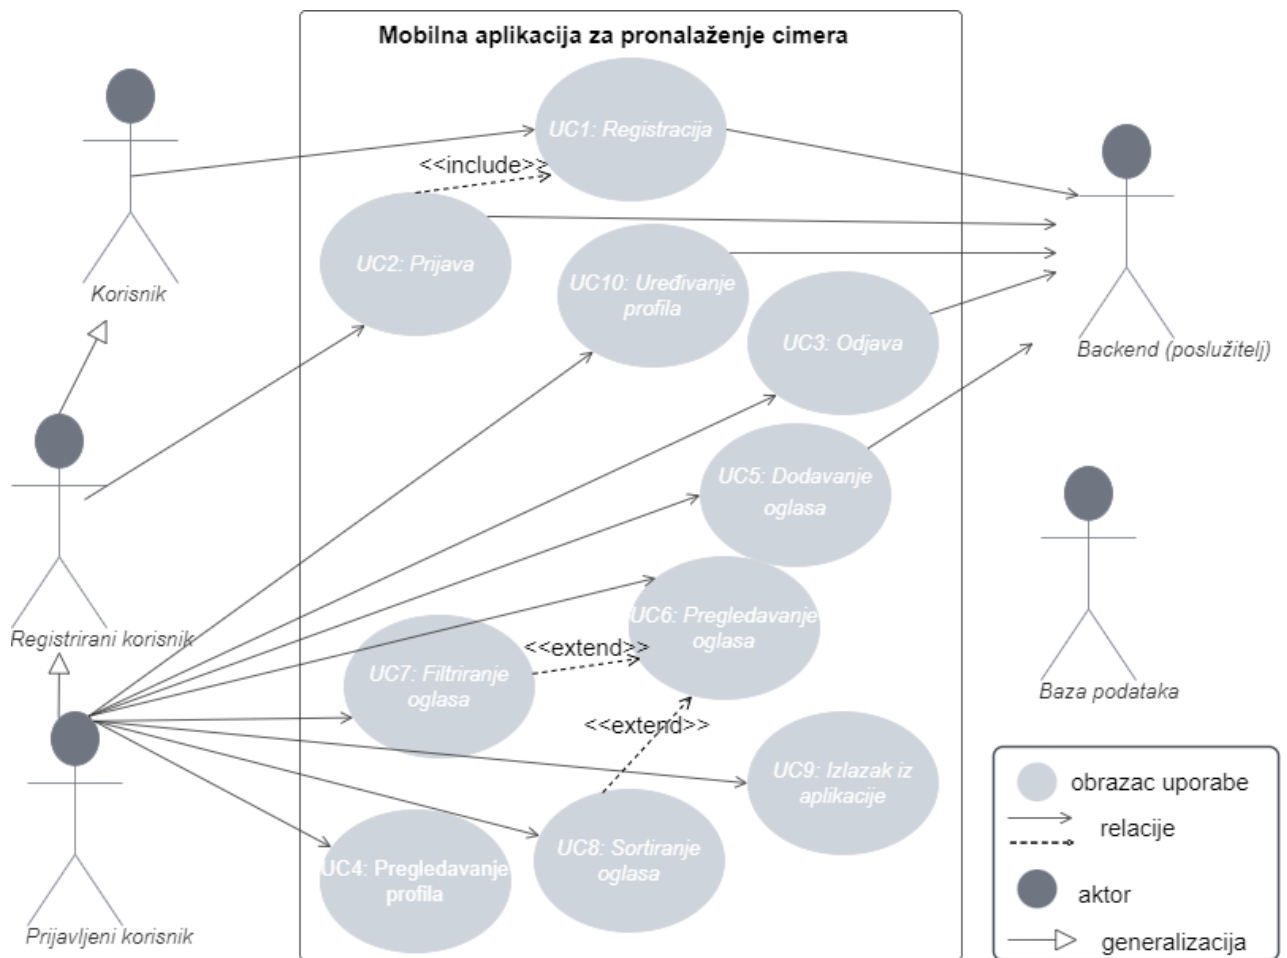 Mobilna aplikacija za pronalaženje cimera
UC1: Registracija
<<include>>
UC2: Prijava
UC10: Uređivanje
profila
UC3: Odjava
Korisnik
Backend (poslužitelj)
UC5: Dodavanje
oglasa
UC6: Pregledavanje
oglasa
Registrirani korisnik
<<extend>>
UC7: Filtriranje
oglasa
Baza podataka
<<extend>>
UC9: Izlazak iz
aplikacije
UC8: Sortiranje
oglasa
UC4: Pregledavanje
profila
Prijavljeni korisnik
obrazac uporabe
relacije
aktor
generalizacija